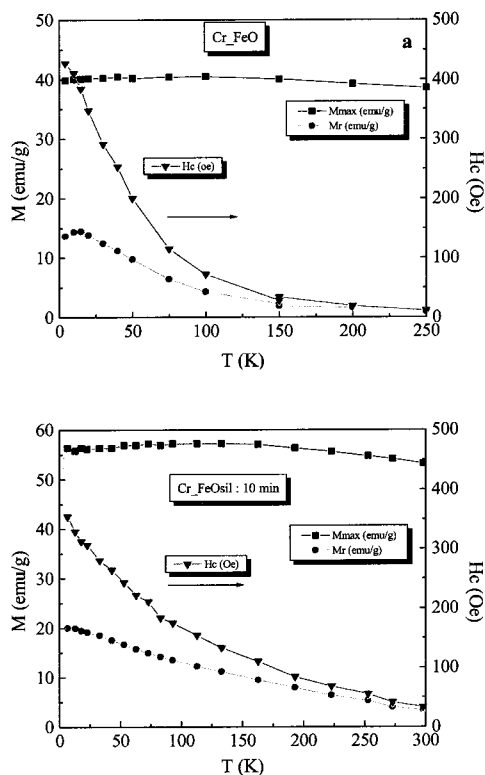 Cr_FeO
a
Mmax (emu/g)
Mr (emu/g)
Hc (oe)
M (emu/g)
Hc (Oe)
50
40
30
20
10
0
500
400
300
200
100
0
0
50
100
150
200
250
T (K)
Cr_FeOsil : 10 min
Mmax (emu/g)
Mr (emu/g)
Hc (Oe)
M (emu/g)
Hc (Oe)
60
50
40
30
20
10
0
500
400
300
200
100
0
0
50
100
150
200
250
300
T (K)